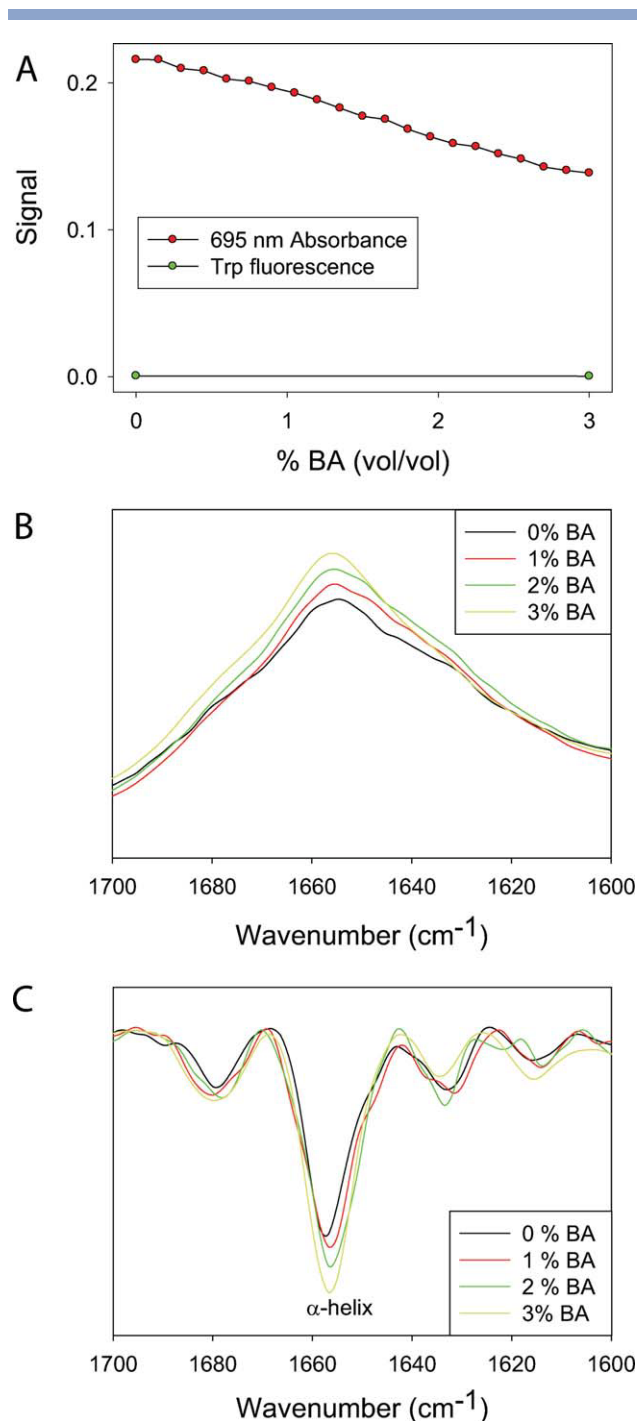 A
0.2
0.1
0.0
Signal
695 nm Absorbance
Trp fluorescence
0 1 2 3
% BA (vol/vol)
B
0% BA
1% BA
2% BA
3% BA
1700 1680 1660 1640 1620 1600
Wavenumber (cm-1)
C
α-helix
0 % BA
1 % BA
2 % BA
3% BA
1700 1680 1660 1640 1620 1600
Wavenumber (cm-1)